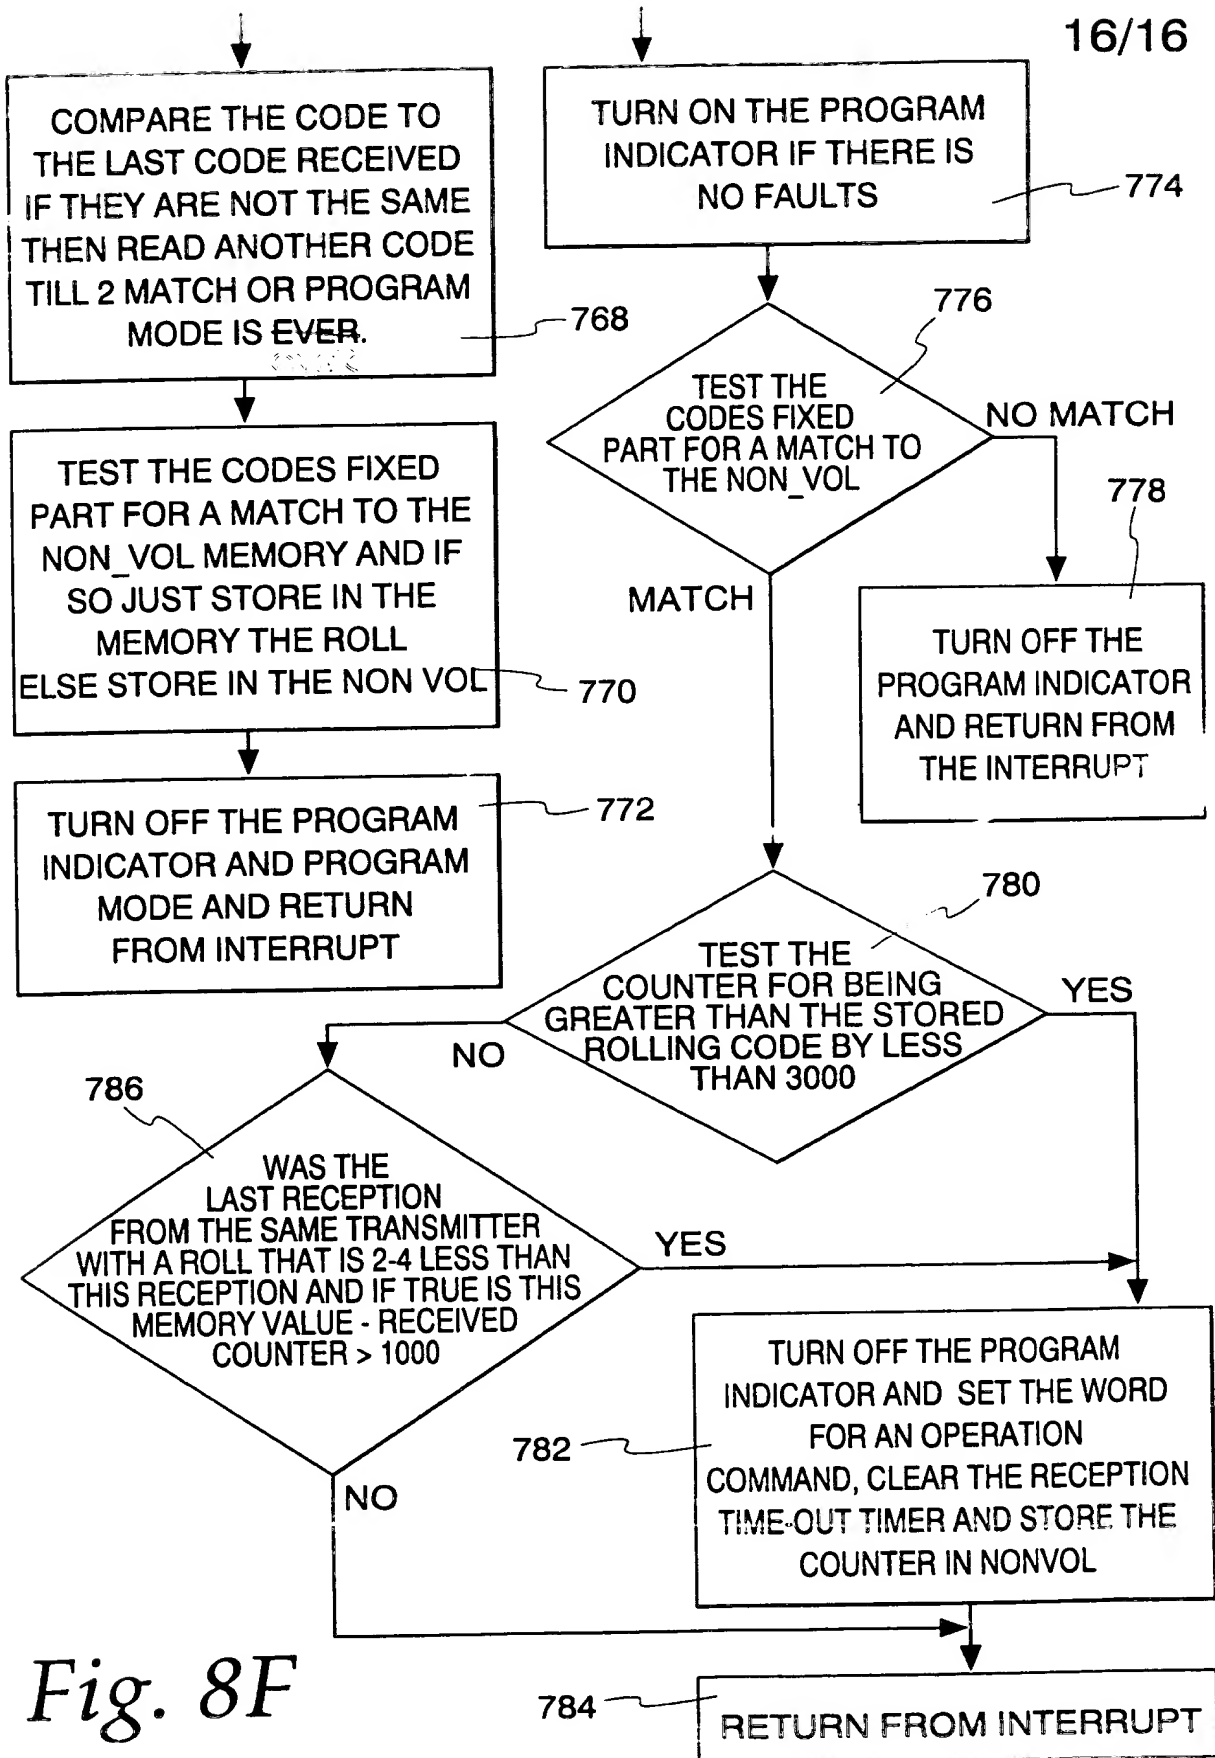 16/16
COMPARE THE CODE TO
THE LAST CODE RECEIVED
IF THEY ARE NOT THE SAME
THEN READ ANOTHER CODE
TILL 2 MATCH OR PROGRAM
MODE IS EVER.
768
TEST THE CODES FIXED
PART FOR A MATCH TO THE
NON_VOL MEMORY AND IF
SO JUST STORE IN THE
MEMORY THE ROLL
ELSE STORE IN THE NON VOL
770
TURN OFF THE PROGRAM
INDICATOR AND PROGRAM
MODE AND RETURN
FROM INTERRUPT
772
TURN ON THE PROGRAM
INDICATOR IF THERE IS
NO FAULTS
774
776
TEST THE
CODES FIXED
PART FOR A MATCH TO
THE NON_VOL
NO MATCH
MATCH
778
TURN OFF THE
PROGRAM INDICATOR
AND RETURN FROM
THE INTERRUPT
780
TEST THE
COUNTER FOR BEING
GREATER THAN THE STORED
ROLLING CODE BY LESS
THAN 3000
YES
NO
786
WAS THE
LAST RECEPTION
FROM THE SAME TRANSMITTER
WITH A ROLL THAT IS 2-4 LESS THAN
THIS RECEPTION AND IF TRUE IS THIS
MEMORY VALUE - RECEIVED
COUNTER > 1000
YES
NO
TURN OFF THE PROGRAM
INDICATOR AND SET THE WORD
FOR AN OPERATION
COMMAND, CLEAR THE RECEPTION
TIME-OUT TIMER AND STORE THE
COUNTER IN NONVOL
782
784
RETURN FROM INTERRUPT
Fig. 8F